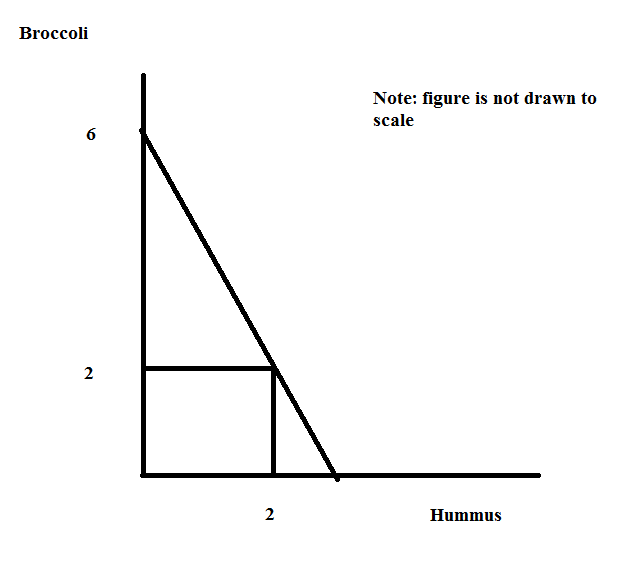 Broccoli
Note: figure is not drawn to
scale
6
2
2
Hummus